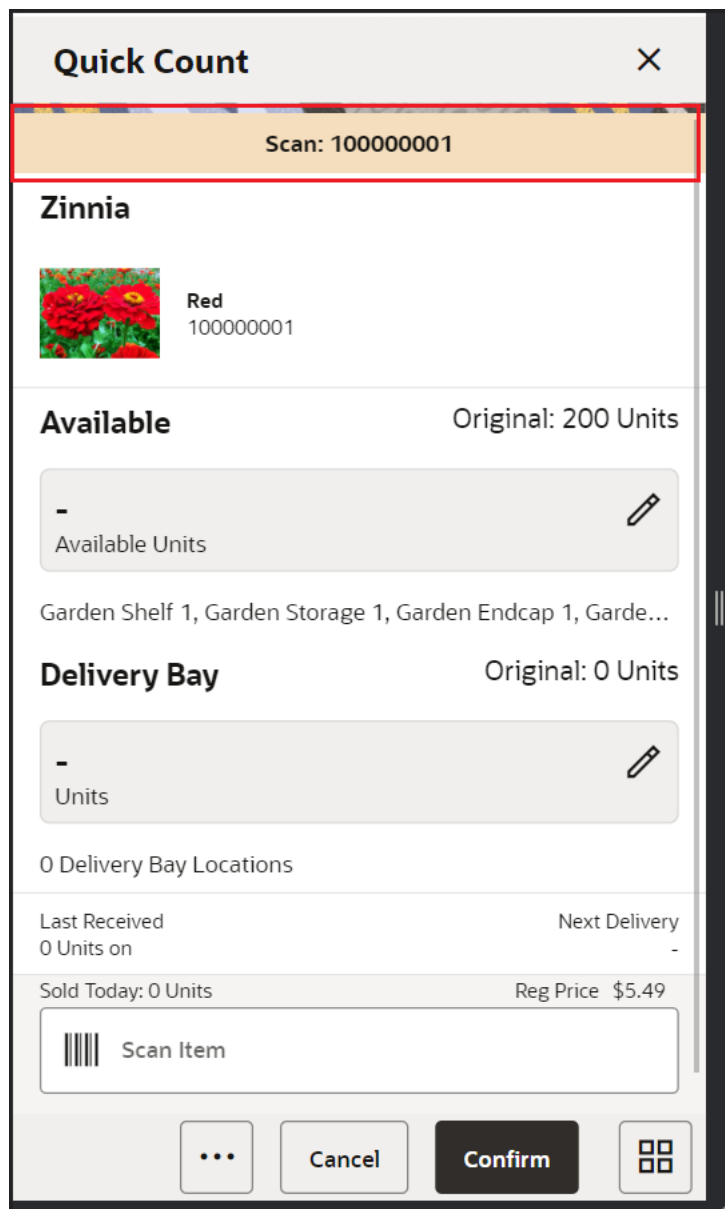 Quick Count
Scan: 100000001
Zinnia
Red
100000001
Available
Original: 200 Units
-
Available Units
Garden Shelf 1, Garden Storage 1, Garden Endcap 1, Garde...
Delivery Bay
Original: 0 Units
-
Units
0 Delivery Bay Locations
Last Received
Next Delivery
0 Units on
-
Sold Today: 0 Units
Reg Price $5.49
Scan Item
Cancel
Confirm